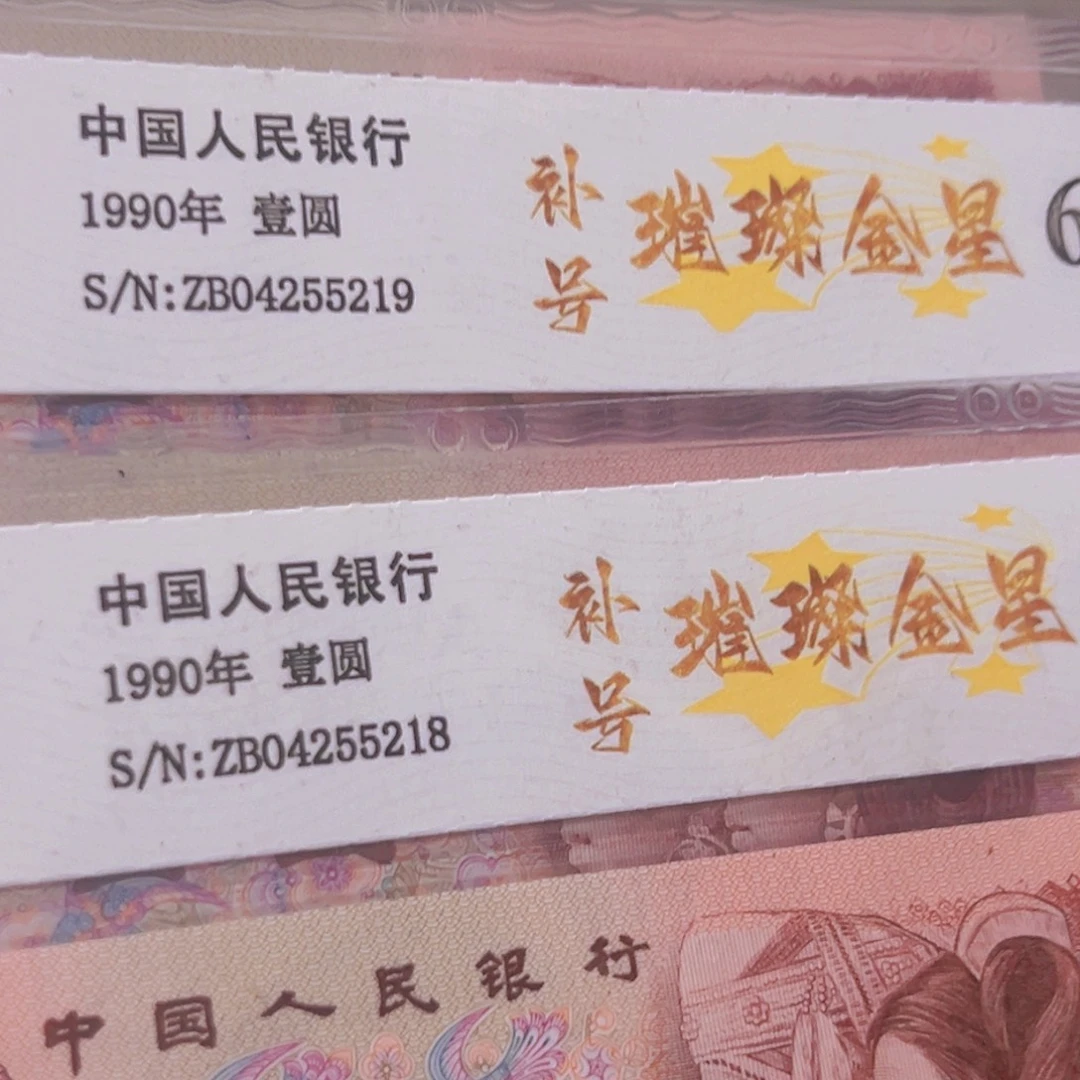 中国人民银行
1990年 壹圆
S/N:ZB04255219
补号
璀璨金星
6
中国人民银行
1990年 壹圆
S/N:ZB04255218
补号
璀璨金星
中国人民银行